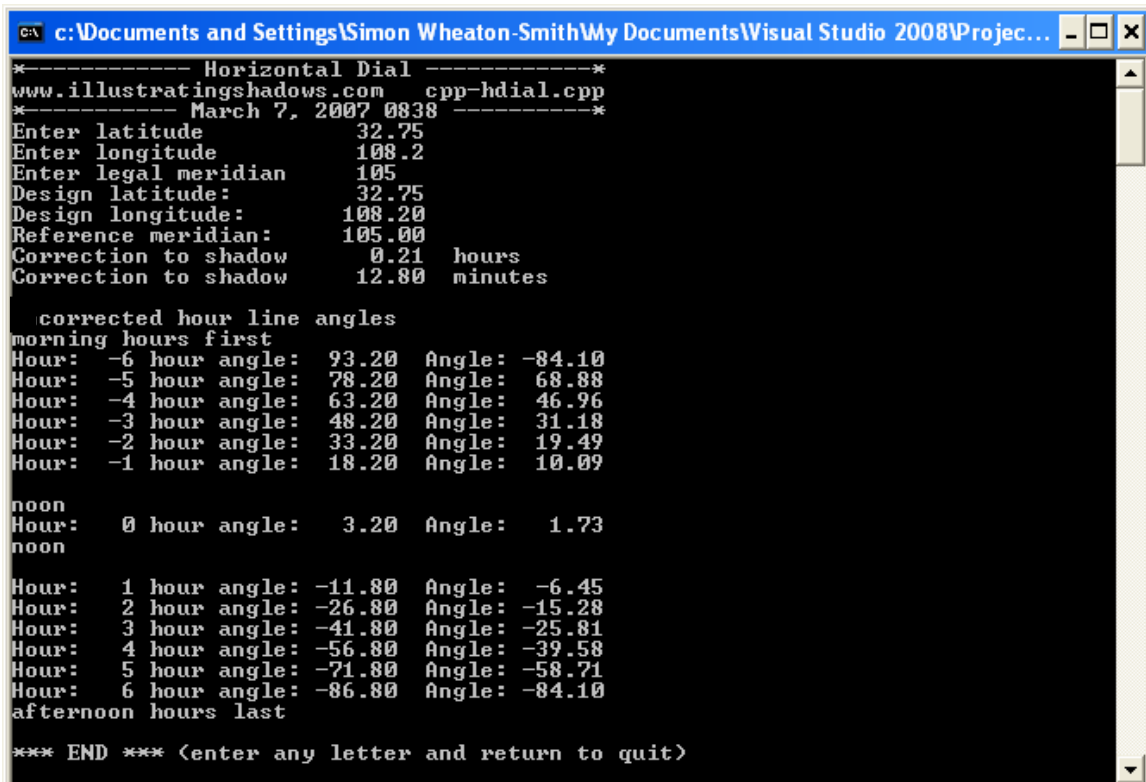 c:\Documents and Settings\Simon Wheaton-Smith\My Documents\Visual Studio 2008\Projec...
*------------ Horizontal Dial ------------*
www.illustratingshadows.com   cpp-hdial.cpp
*----------- March 7, 2007 0838 ----------*
Enter latitude           32.75
Enter longitude          108.2
Enter legal meridian     105
Design latitude:         32.75
Design longitude:       108.20
Reference meridian:     105.00
Correction to shadow      0.21  hours
Correction to shadow     12.80  minutes
corrected hour line angles
morning hours first
Hour:  -6 hour angle:  93.20  Angle: -84.10
Hour:  -5 hour angle:  78.20  Angle:  68.88
Hour:  -4 hour angle:  63.20  Angle:  46.96
Hour:  -3 hour angle:  48.20  Angle:  31.18
Hour:  -2 hour angle:  33.20  Angle:  19.49
Hour:  -1 hour angle:  18.20  Angle:  10.09
noon
Hour:   0 hour angle:   3.20  Angle:   1.73
noon
Hour:   1 hour angle: -11.80  Angle:  -6.45
Hour:   2 hour angle: -26.80  Angle: -15.28
Hour:   3 hour angle: -41.80  Angle: -25.81
Hour:   4 hour angle: -56.80  Angle: -39.58
Hour:   5 hour angle: -71.80  Angle: -58.71
Hour:   6 hour angle: -86.80  Angle: -84.10
afternoon hours last
*** END *** (enter any letter and return to quit)